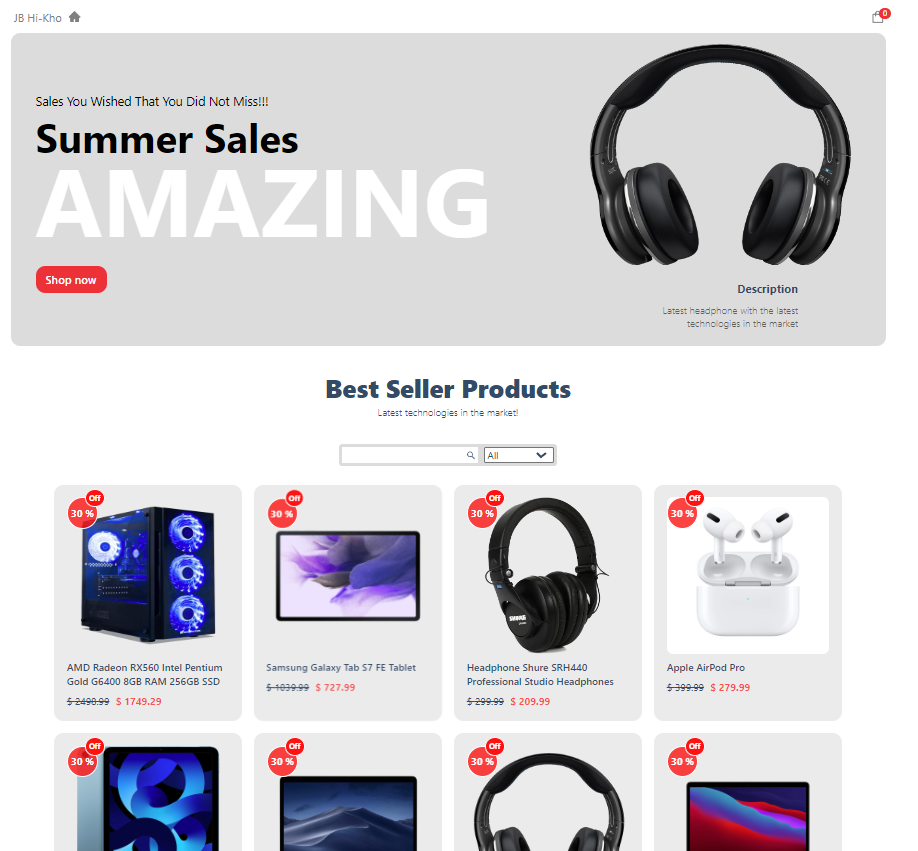 JB Hi-Kho
0
Sales You Wished That You Did Not Miss!!!
Summer Sales
AMAZING
Shop now
Description
Latest headphone with the latest
technologies in the market
Best Seller Products
Latest technologies in the market!
All
Off
30 %
Off
30 %
Off
30 %
Off
30 %
SHURE
AMD Radeon RX560 Intel Pentium
Gold G6400 8GB RAM 256GB SSD
$ 2498.99 $ 1749.29
Samsung Galaxy Tab S7 FE Tablet
$ 1039.99 $ 727.99
Headphone Shure SRH440
Professional Studio Headphones
$ 299.99 $ 209.99
Apple AirPod Pro
$ 399.99 $ 279.99
Off
30 %
Off
30 %
Off
30 %
Off
30 %